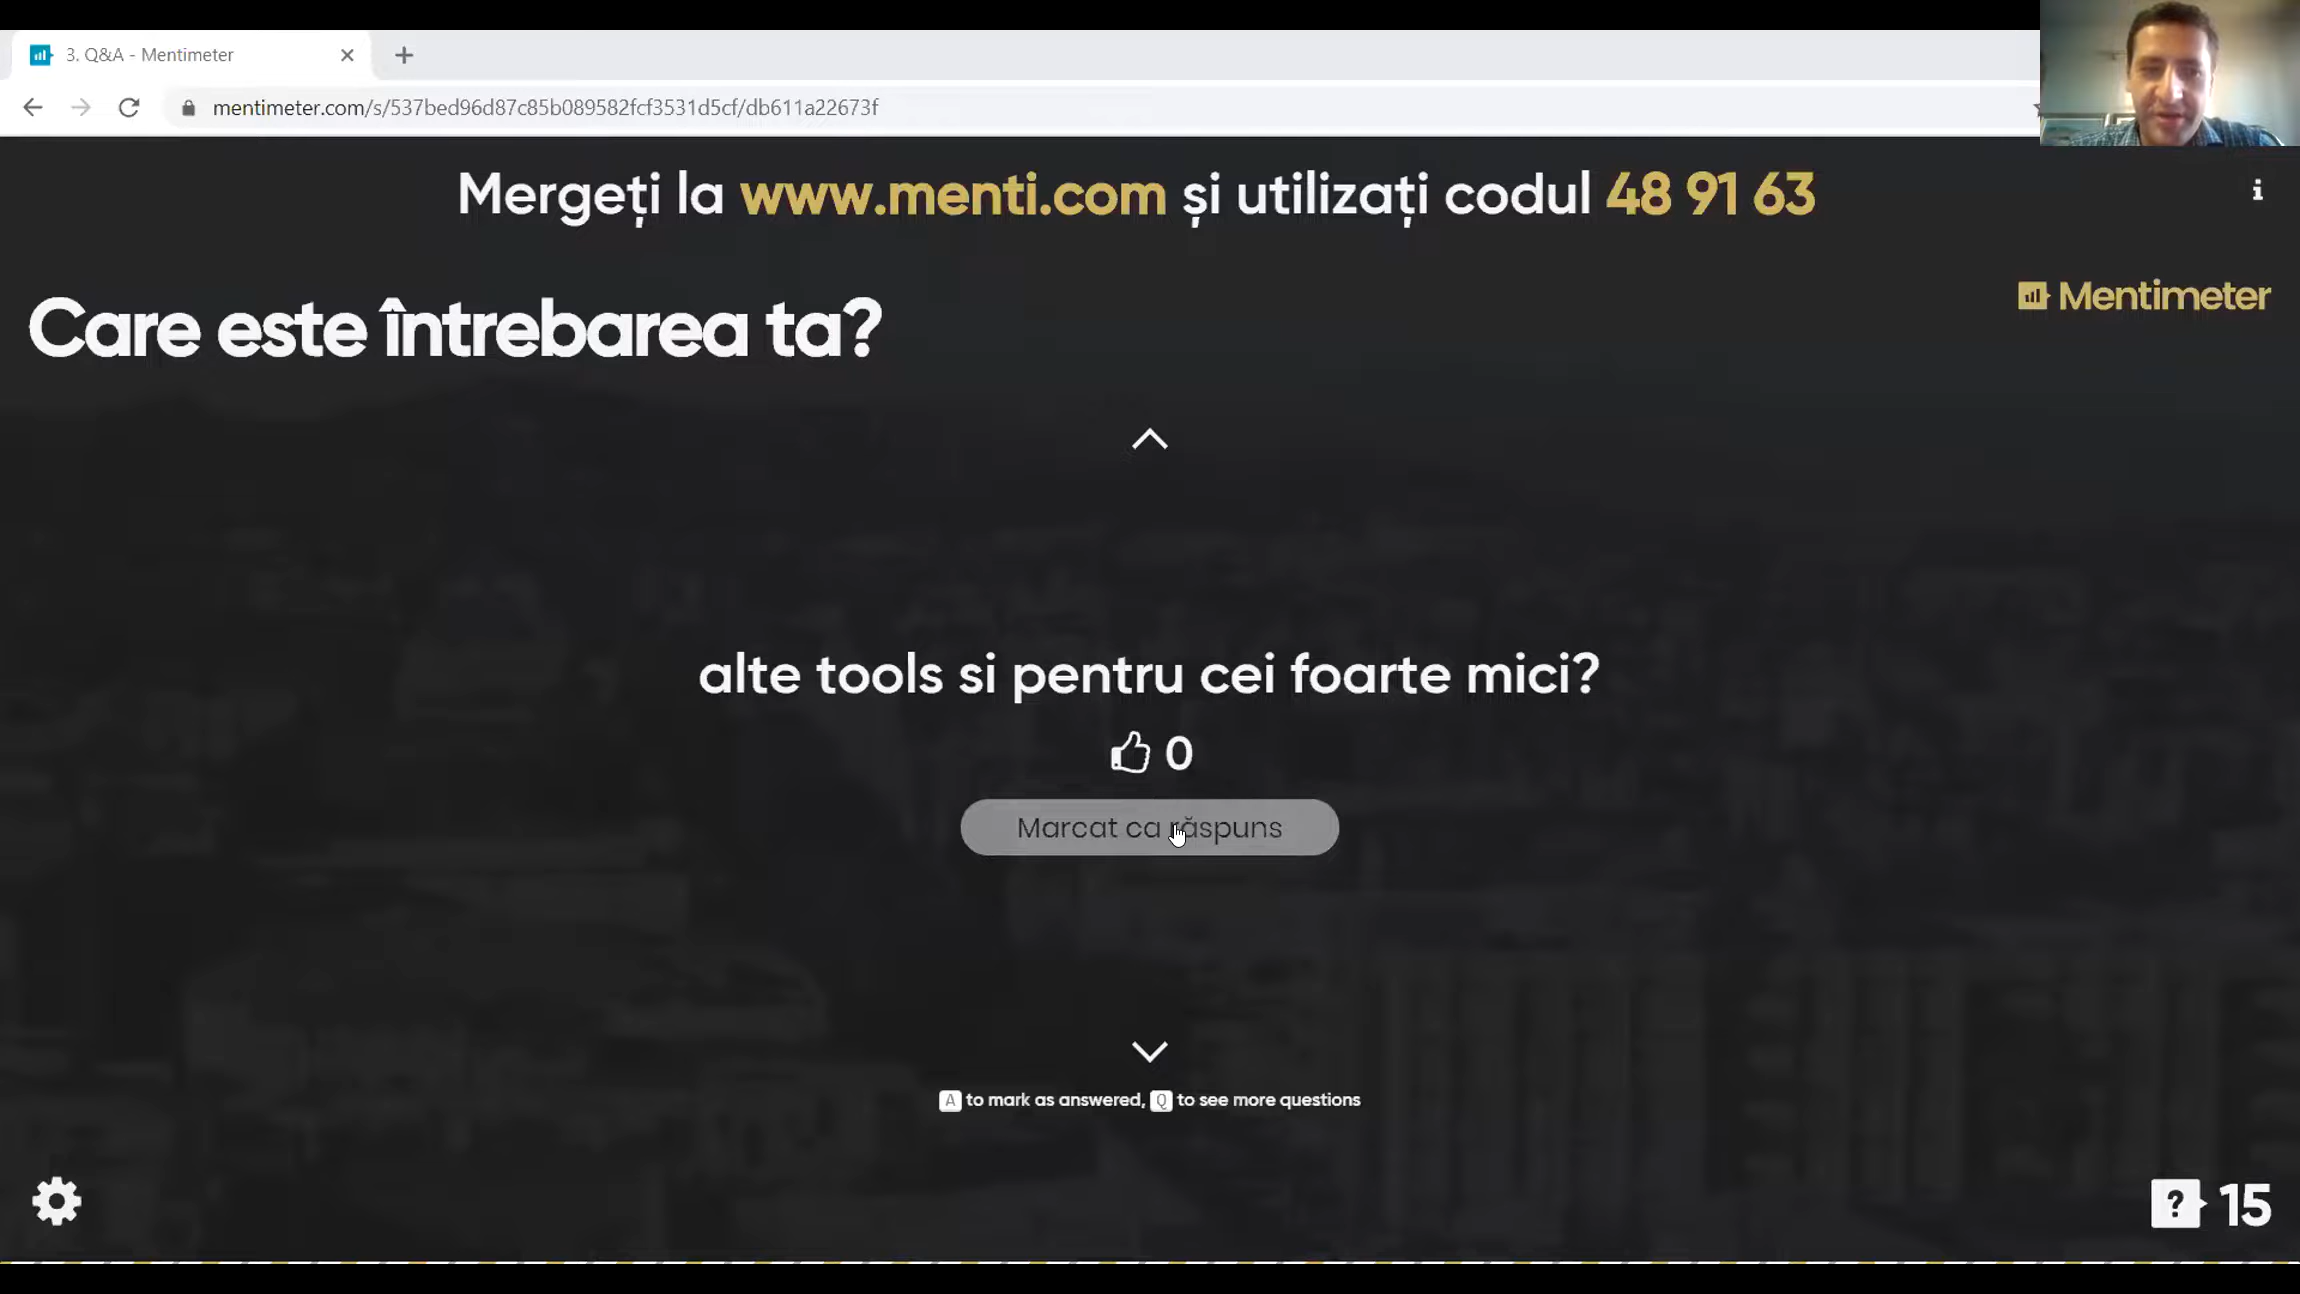 3. Q&A - Mentimeter
mentimeter.com/s/537bed96d87c85b089582fcf3531d5cf/db611a22673f
Mergeți la www.menti.com și utilizați codul 48 91 63
Mentimeter
Care este întrebarea ta?
alte tools si pentru cei foarte mici?
0
Marcat ca răspuns
A to mark as answered, Q to see more questions
? 15